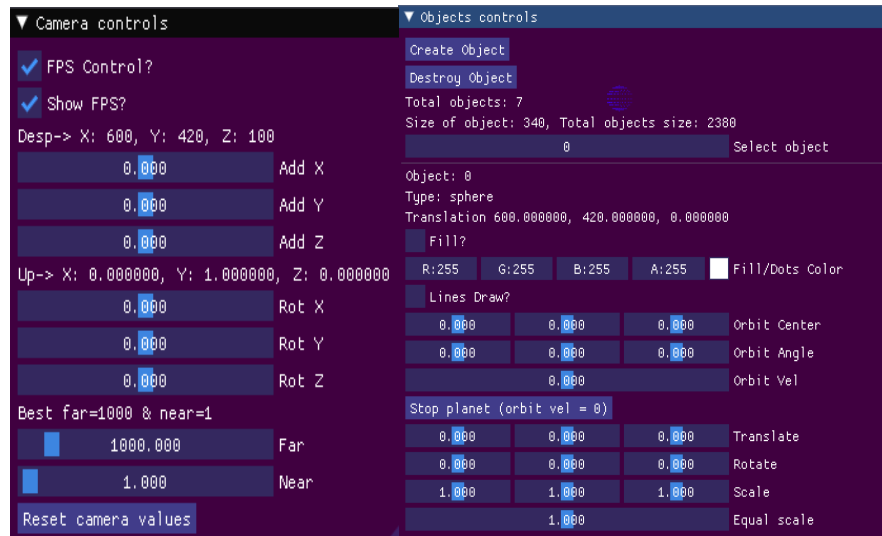 Camera controls
FPS Control?
Show FPS?
Desp-> X: 600, Y: 420, Z: 100
0.000 Add X
0.000 Add Y
0.000 Add Z
Up-> X: 0.000000, Y: 1.000000, Z: 0.000000
0.000 Rot X
0.000 Rot Y
0.000 Rot Z
Best far=1000 & near=1
1000.000 Far
1.000 Near
Reset camera values
Objects controls
Create Object
Destroy Object
Total objects: 7
Size of object: 340, Total objects size: 2380
0 Select object
Object: 0
Type: sphere
Translation 600.000000, 420.000000, 0.000000
Fill?
R:255 G:255 B:255 A:255 Fill/Dots Color
Lines Draw?
0.000 0.000 0.000 Orbit Center
0.000 0.000 0.000 Orbit Angle
0.000 Orbit Vel
Stop planet (orbit vel = 0)
0.000 0.000 0.000 Translate
0.000 0.000 0.000 Rotate
1.000 1.000 1.000 Scale
1.000 Equal scale